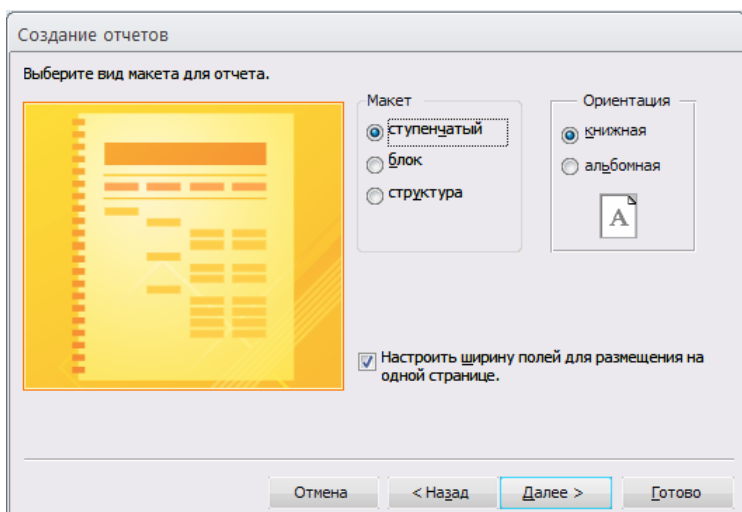 Создание отчетов
Выберите вид макета для отчета.
Макет
ступенчатый
блок
структура
Ориентация
книжная
альбомная
A
Настроить ширину полей для размещения на
одной странице.
Отмена
< Назад
Далее >
Готово